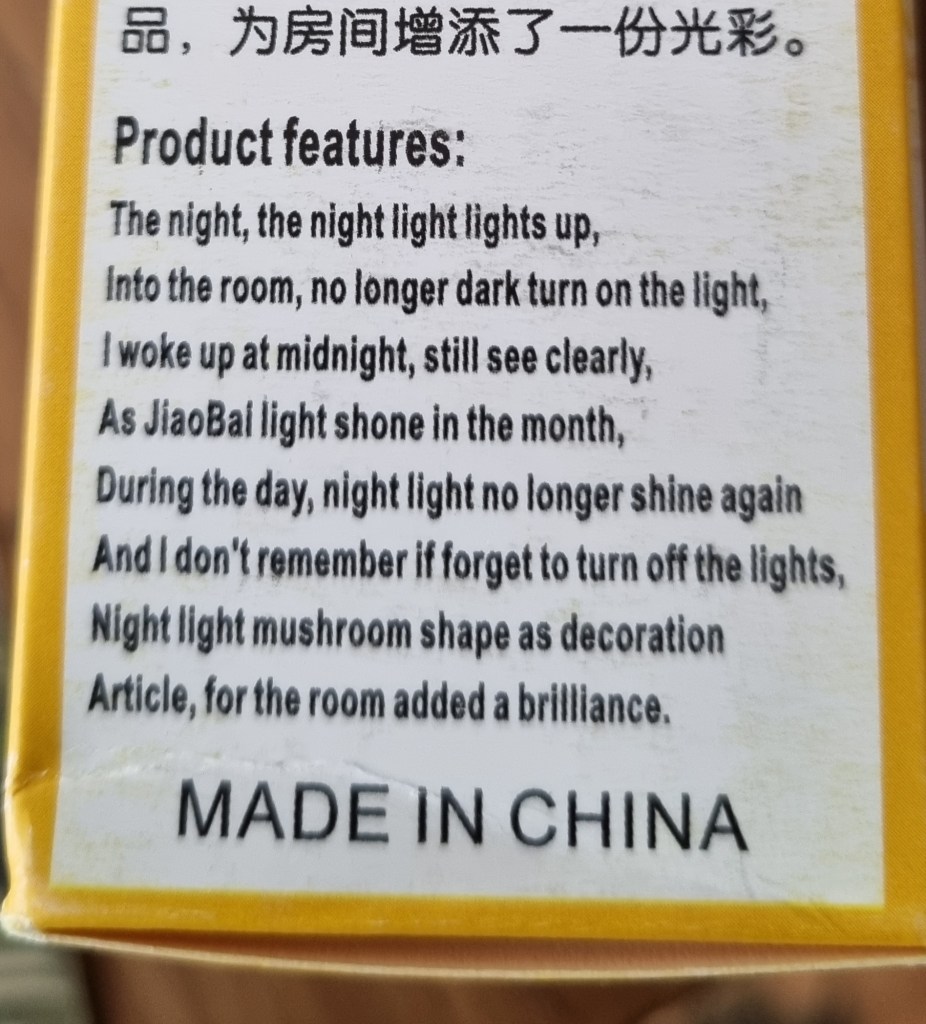 品，为房间增添了一份光彩。
Product features:
The night, the night light lights up,
Into the room, no longer dark turn on the light,
I woke up at midnight, still see clearly,
As JiaoBai light shone in the month,
During the day, night light no longer shine again
And I don't remember if forget to turn off the lights,
Night light mushroom shape as decoration
Article, for the room added a brilliance.
MADE IN CHINA